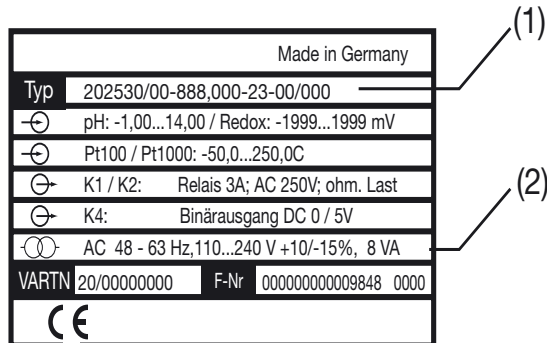 (1)
Made in Germany
Typ 202530/00-888,000-23-00/000
pH: -1,00...14,00 / Redox: -1999...1999 mV
Pt100 / Pt1000: -50,0...250,0C
K1 / K2: Relais 3A; AC 250V; ohm. Last
(2)
K4: Binärausgang DC 0 / 5V
AC 48 - 63 Hz,110...240 V +10/-15%, 8 VA
VARTN 20/00000000 F-Nr 000000000009848 0000
CE